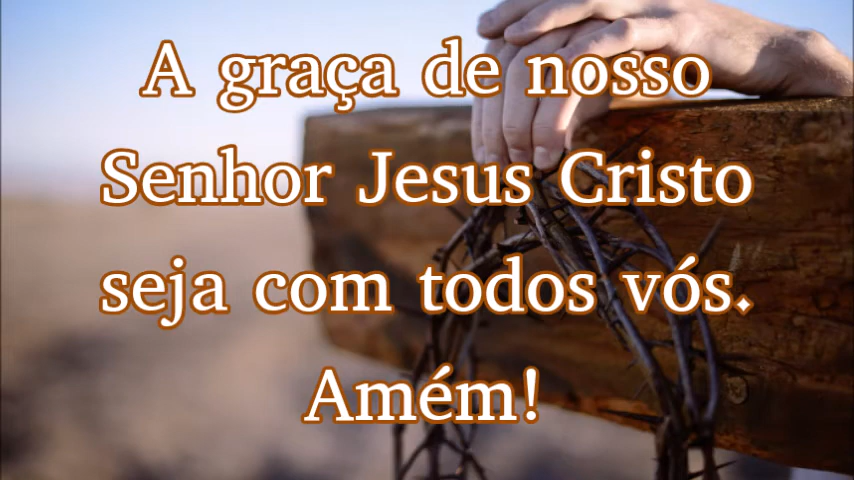 A graça de nosso
Senhor Jesus Cristo
seja com todos vós.
Amém!